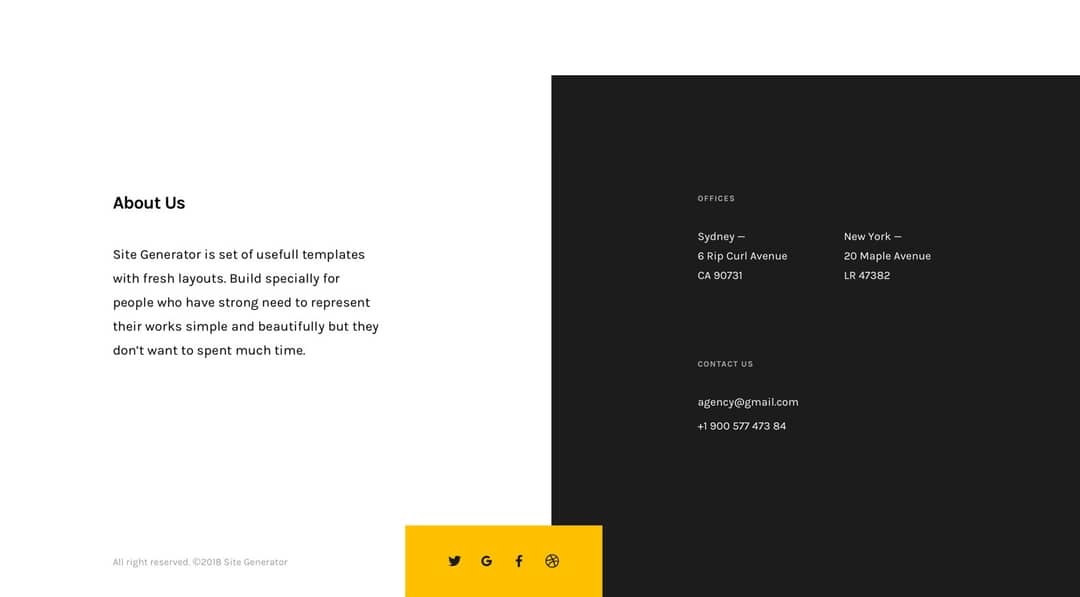 About Us
Site Generator is set of usefull templates
with fresh layouts. Build specially for
people who have strong need to represent
their works simple and beautifully but they
don't want to spent much time.
All right reserved. ©2018 Site Generator
OFFICES
Sydney —
6 Rip Curl Avenue
CA 90731
New York —
20 Maple Avenue
LR 47382
CONTACT US
agency@gmail.com
+1 900 577 473 84